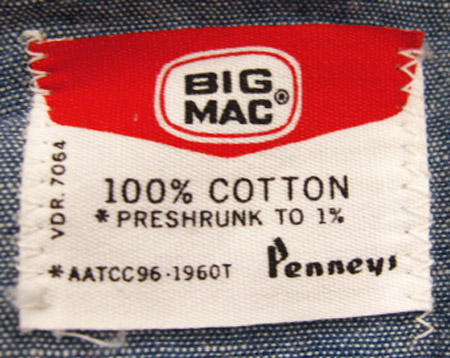 BIG
MAC®
VDR. 7064
100% COTTON
*PRESHRUNK TO 1%
*AATCC96-1960T
Penneys